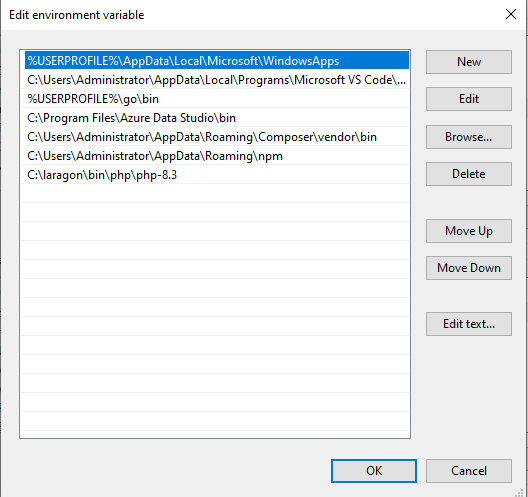 Edit environment variable
%USERPROFILE%\AppData\Local\Microsoft\WindowsApps
C:\Users\Administrator\AppData\Local\Programs\Microsoft VS Code\...
%USERPROFILE%\go\bin
C:\Program Files\Azure Data Studio\bin
C:\Users\Administrator\AppData\Roaming\Composer\vendor\bin
C:\Users\Administrator\AppData\Roaming\npm
C:\laragon\bin\php\php-8.3
New
Edit
Browse...
Delete
Move Up
Move Down
Edit text...
OK
Cancel